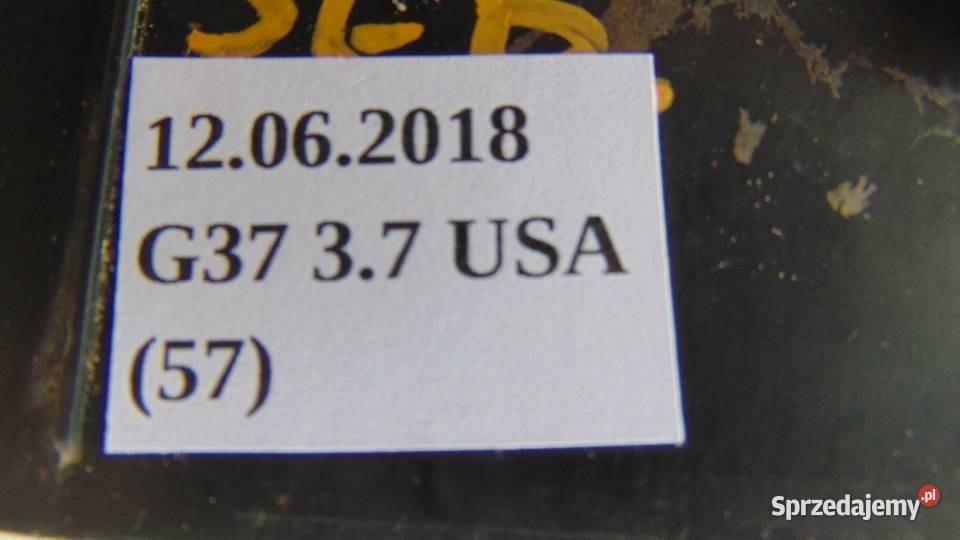 12.06.2018
G37 3.7 USA
(57)
Sprzedajemy.pl